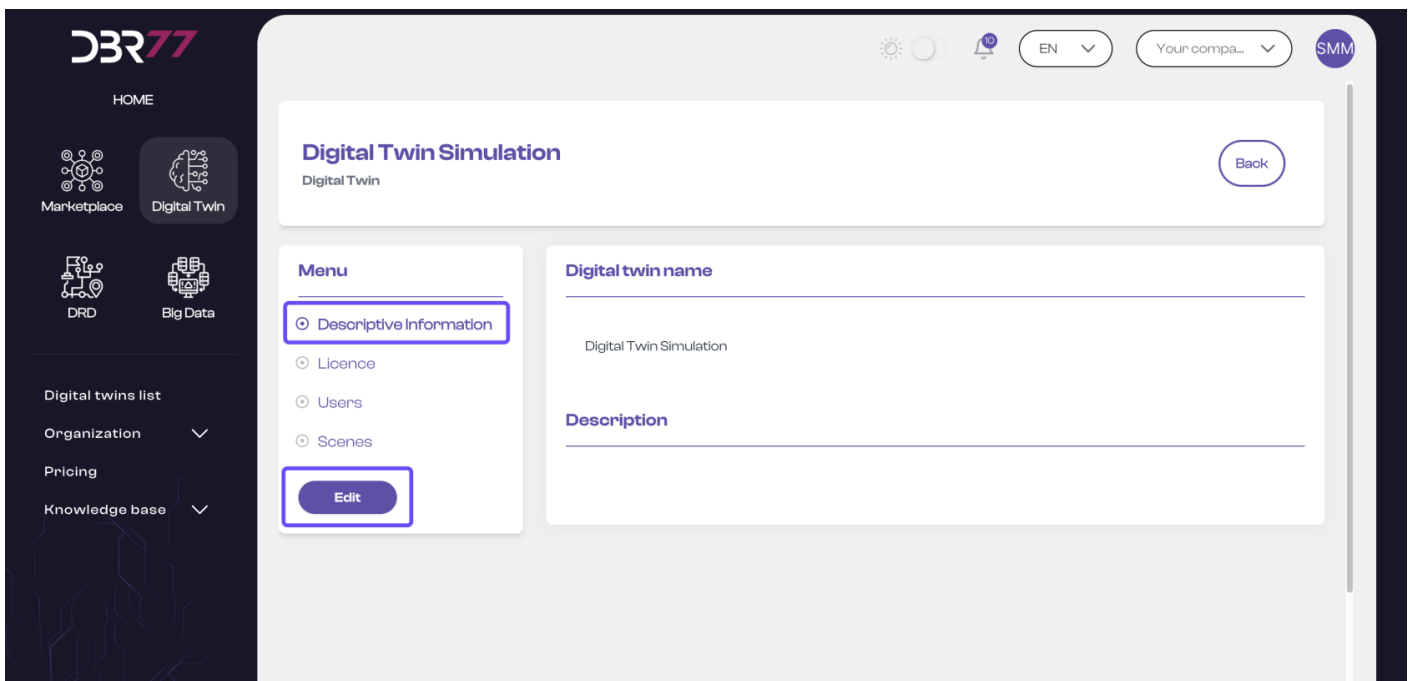 DBR77
10
EN
Your compa...
SMM
HOME
Marketplace
Digital Twin
DRD
Big Data
Digital twins list
Organization
Pricing
Knowledge base
Digital Twin Simulation
Digital Twin
Back
Menu
Descriptive Information
Licence
Users
Scenes
Edit
Digital twin name
Digital Twin Simulation
Description